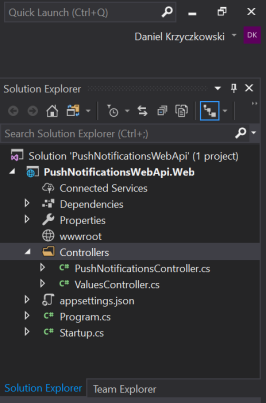 Quick Launch (Ctrl+Q)
Daniel Krzyczkowski
DK
Solution Explorer
Search Solution Explorer (Ctrl+;)
Solution 'PushNotificationsWebApi' (1 project)
PushNotificationsWebApi.Web
Connected Services
Dependencies
Properties
wwwroot
Controllers
C# PushNotificationsController.cs
C# ValuesController.cs
appsettings.json
C# Program.cs
C# Startup.cs
Solution Explorer Team Explorer